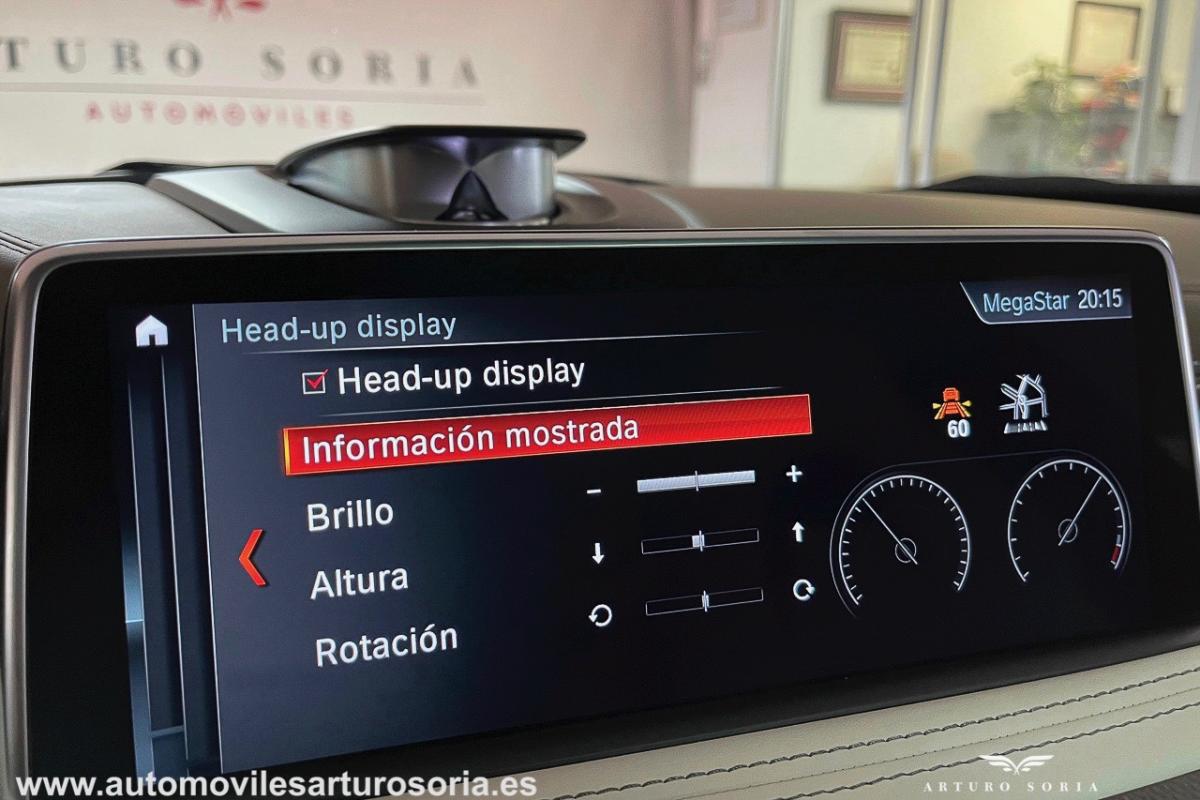 ARTURO SORIA
AUTOMOVILES
MegaStar 20:15
Head-up display
Head-up display
Información mostrada
60
Brillo
- +
Altura
Rotación
www.automovilesarturosoria.es
ARTURO SORIA